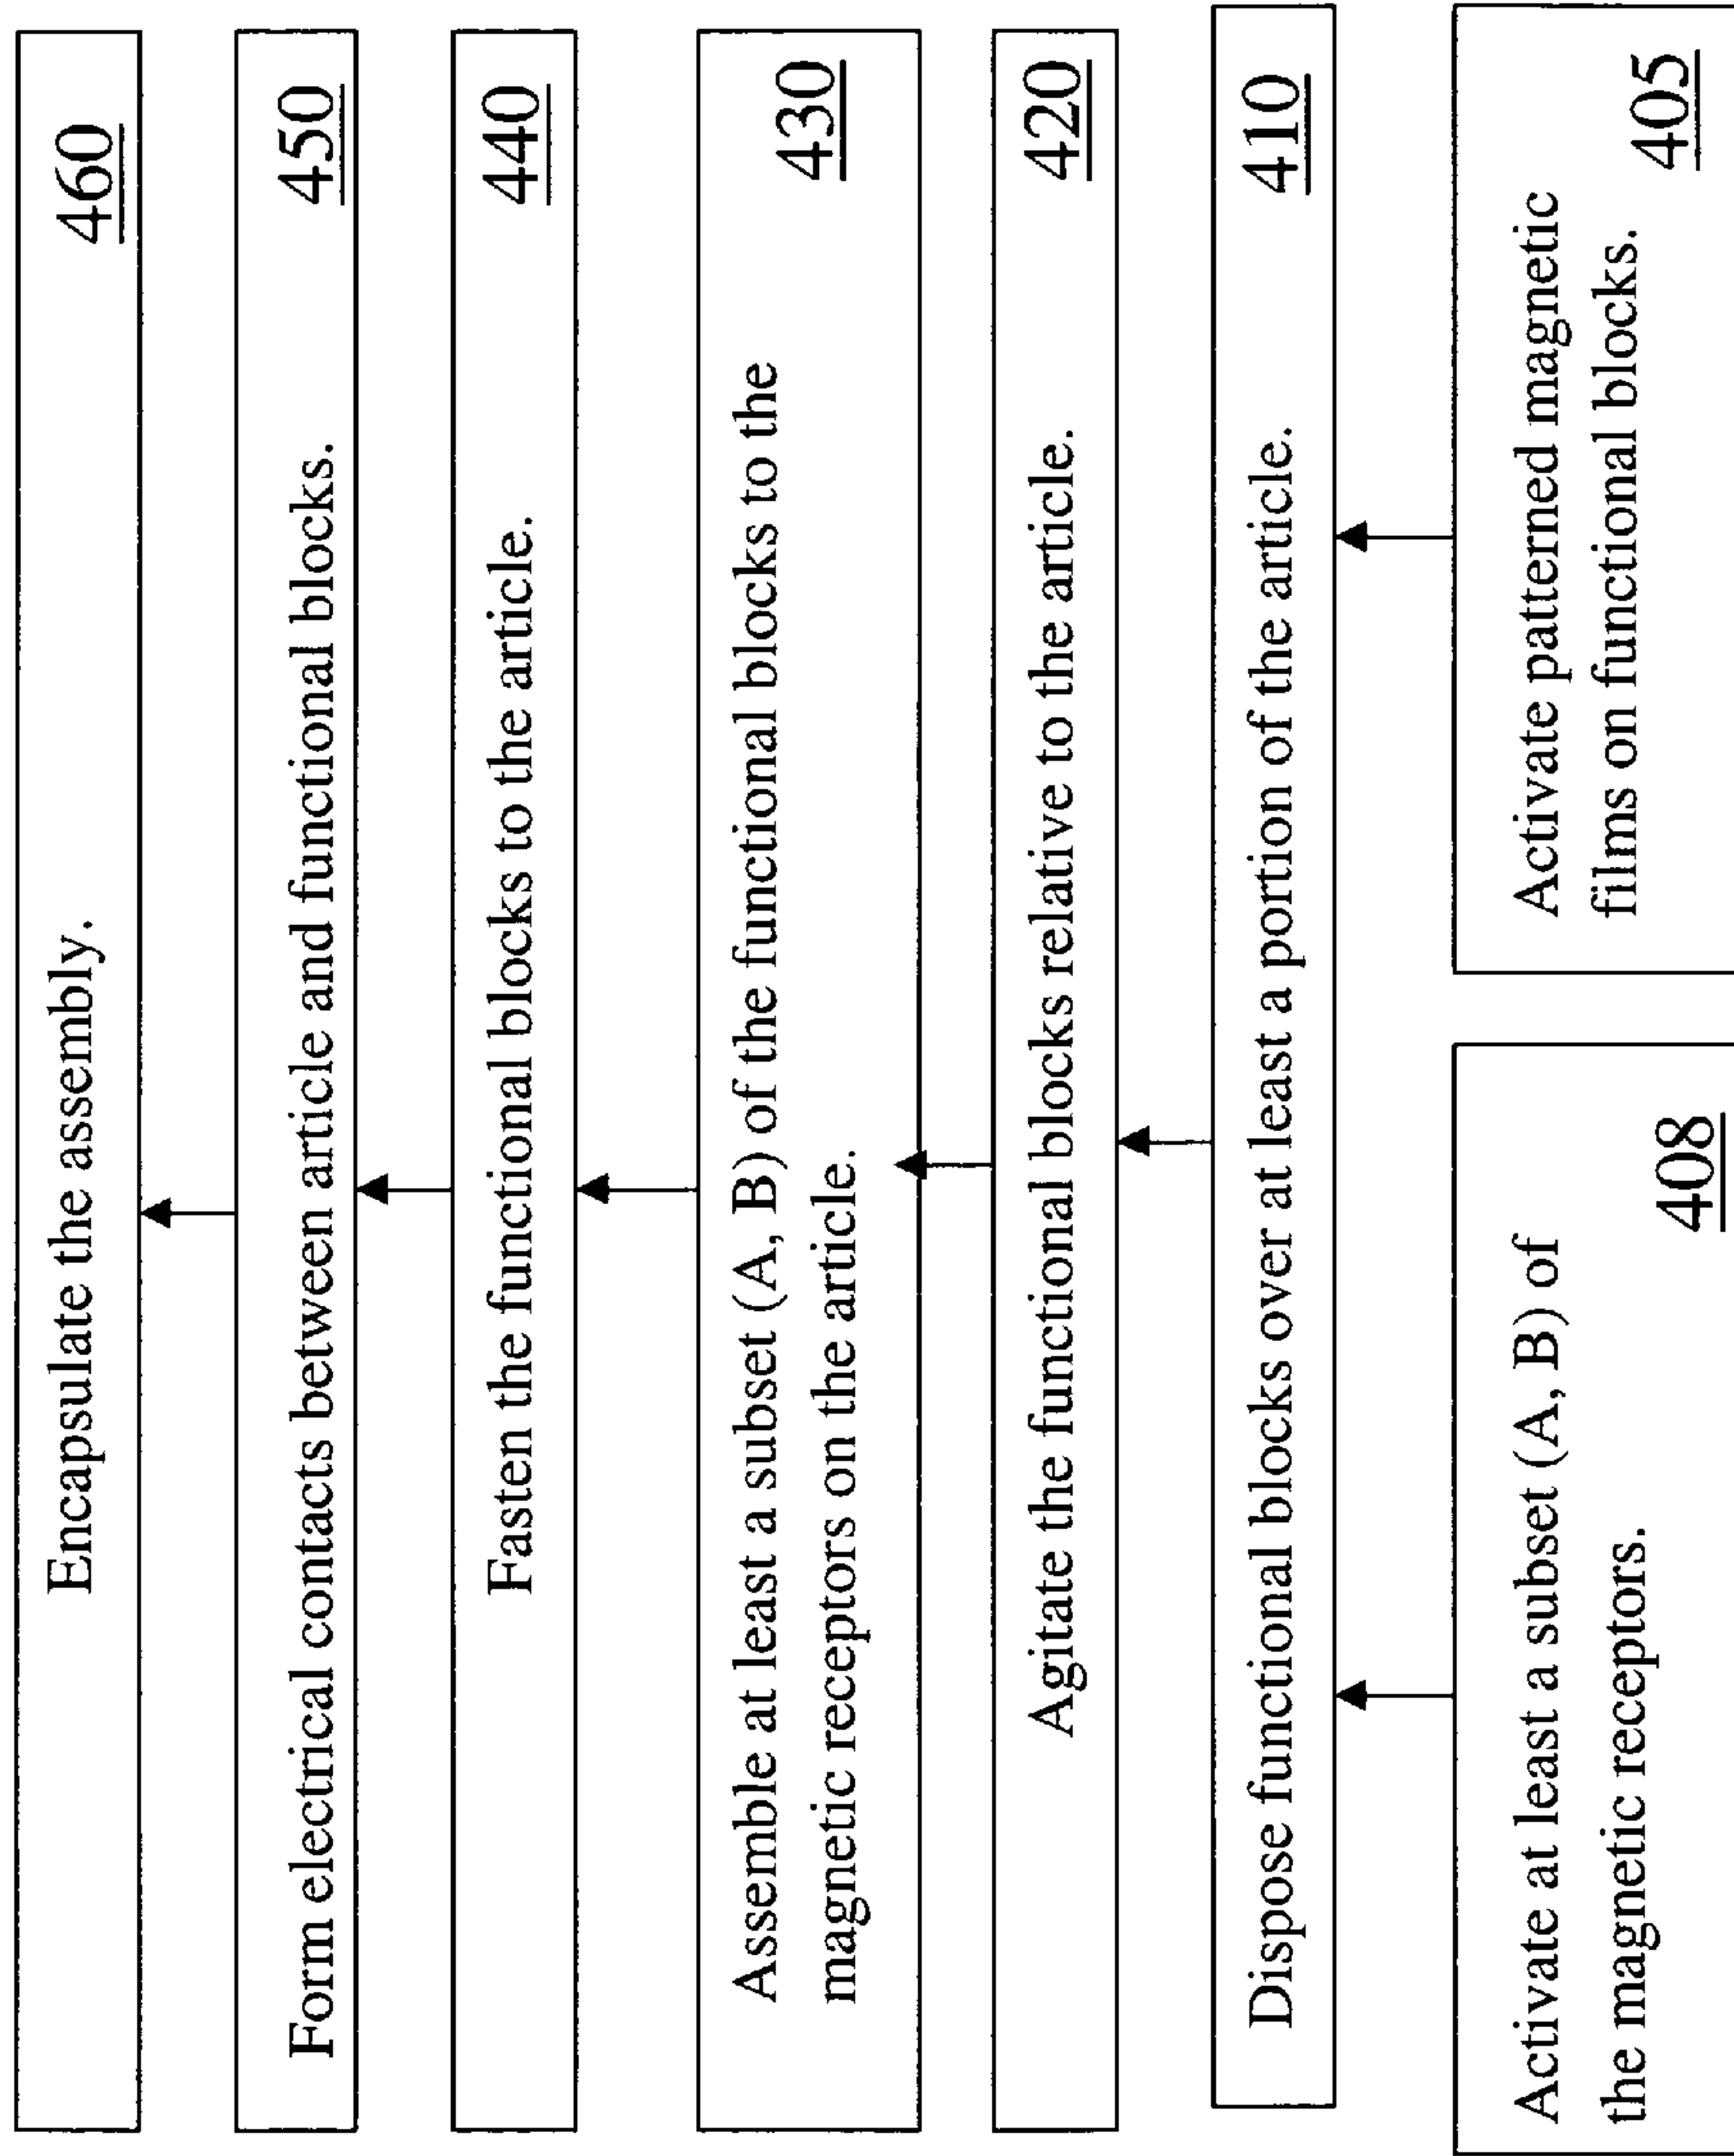 Encapsulate the assembly.
460
Form electrical contacts between article and functional blocks.
450
Fasten the functional blocks to the article.
440
Assemble at least a subset (A, B) of the functional blocks to the
magnetic receptors on the article.
430
Agitate the functional blocks relative to the article.
420
Dispose functional blocks over at least a portion of the article.
410
Activate at least a subset (A, B) of
the magnetic receptors.
408
Activate patterned magnetic
films on functional blocks.
405